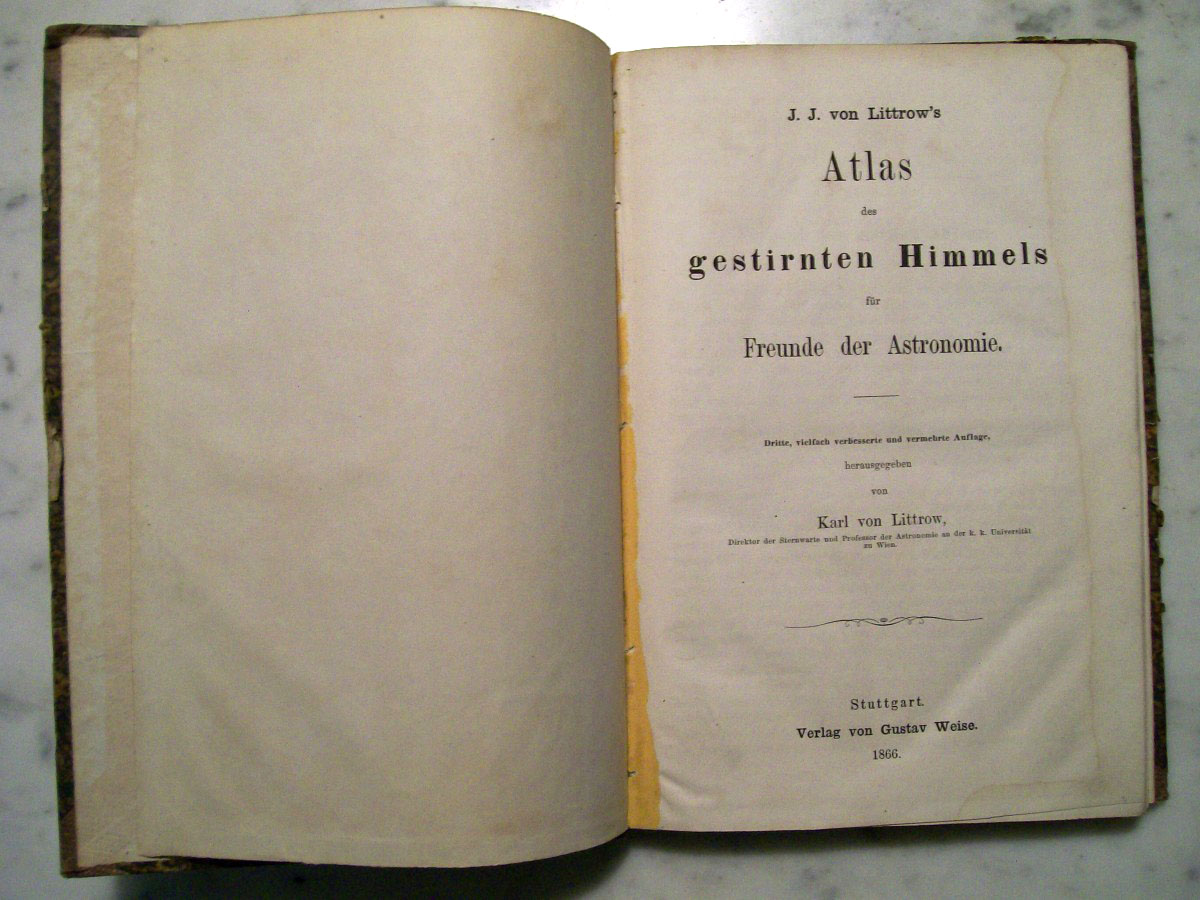 J. J. von Littrow's
Atlas
des
gestirnten Himmels
für
Freunde der Astronomie.
Dritte, vielfach verbesserte und vermehrte Auflage,
herausgegeben
von
Karl von Littrow,
Direktor der Sternwarte und Professor der Astronomie an der k. k. Universität
zu Wien.
Stuttgart.
Verlag von Gustav Weise.
1866.